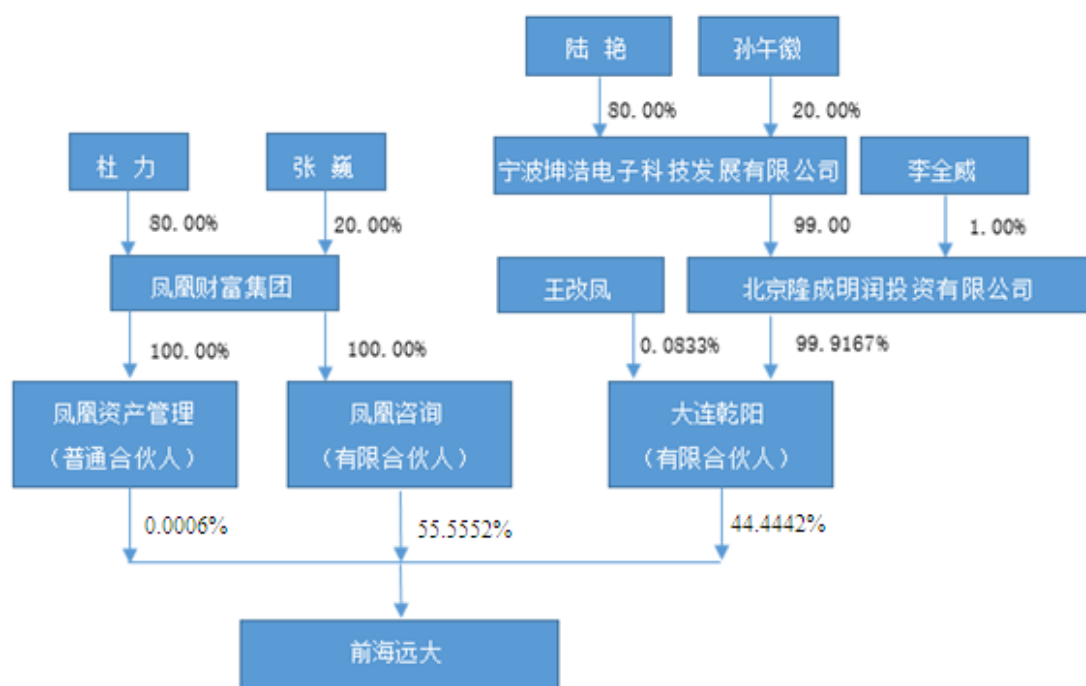 陆 艳
孙午徽
80.00%
20.00%
杜 力
张 巍
宁波坤浩电子科技发展有限公司
李全威
80.00%
20.00%
99.00
1.00%
凤凰财富集团
王改凤
北京隆成明润投资有限公司
100.00%
100.00%
0.0833%
99.9167%
凤凰资产管理
（普通合伙人）
凤凰咨询
（有限合伙人）
大连乾阳
（有限合伙人）
0.0006%
55.5552%
44.4442%
前海远大